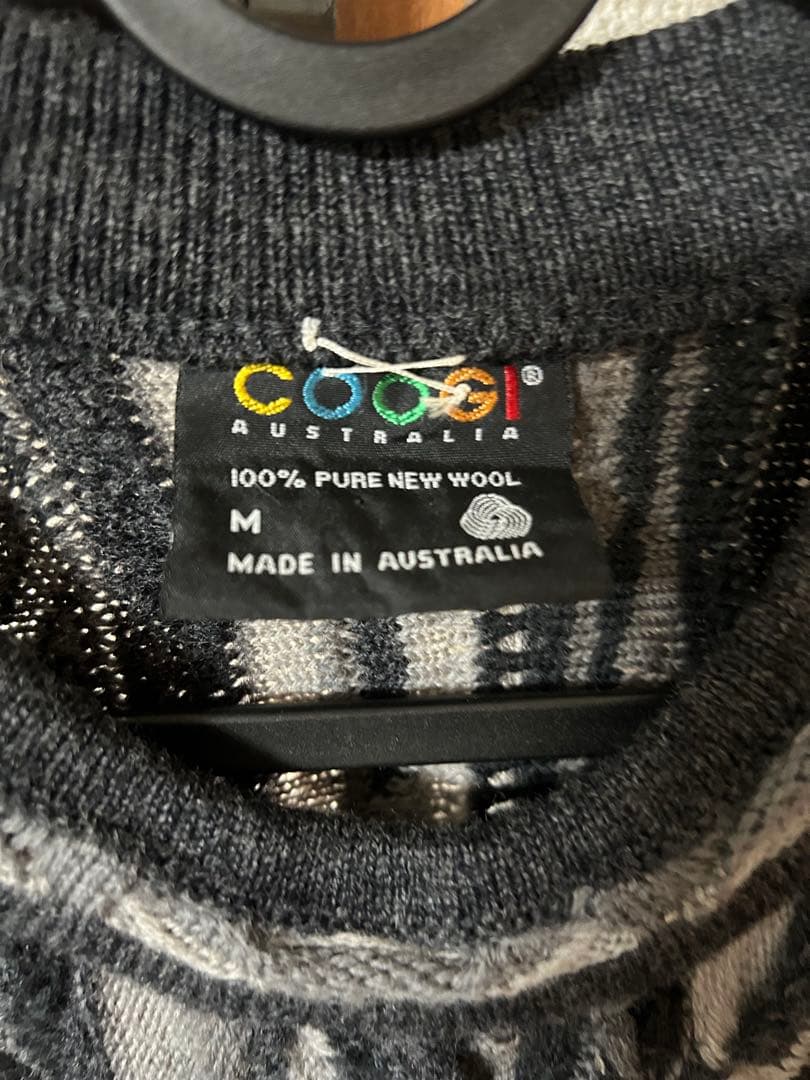 COOGI®
AUSTRALIA
100% PURE NEW WOOL
M
MADE IN AUSTRALIA